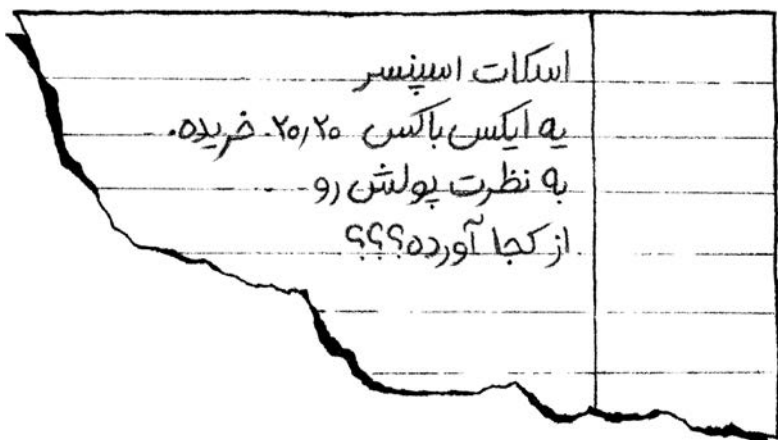 اسکات اسپنسر
یه ایکس باکس ۲۰٫۲۰ خریده.
به نظرت پولش رو
از کجا آورده؟؟؟